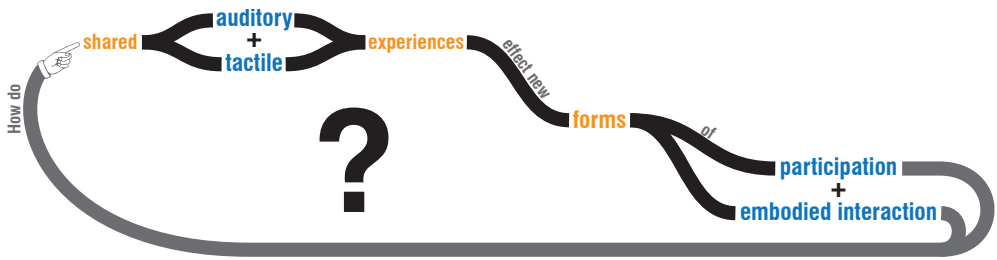 How do
shared
auditory
+
tactile
experiences
effect new
forms
of
participation
+
embodied interaction
?